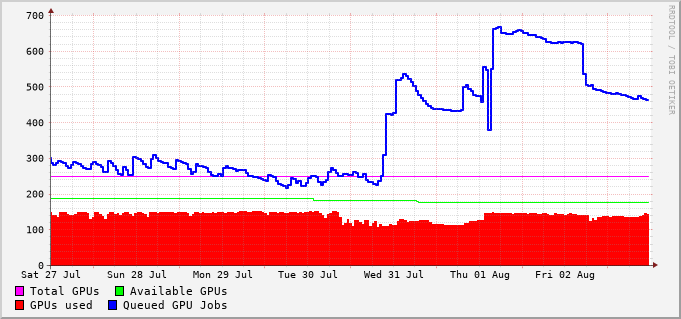 700
600
500
400
300
200
100
0
Sat 27 Jul Sun 28 Jul Mon 29 Jul Tue 30 Jul Wed 31 Jul Thu 01 Aug Fri 02 Aug
Total GPUs Available GPUs
GPUs used Queued GPU Jobs
RRDTOOL / TOBI OETIKER